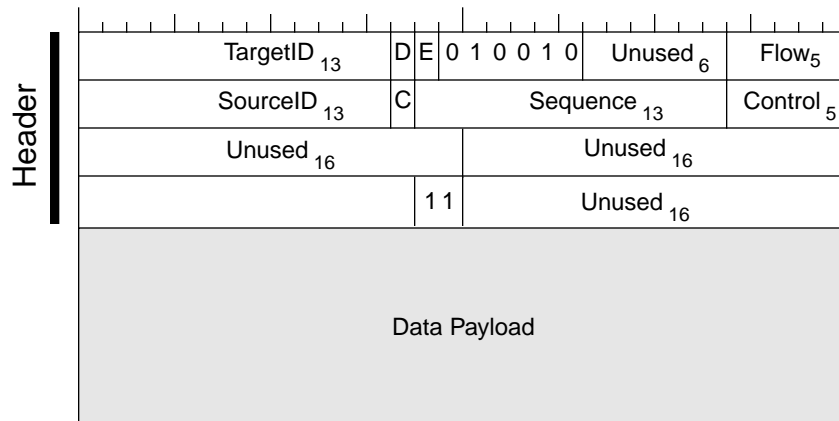 Header
TargetID 13 D E 0 1 0 0 1 0 Unused 6 Flow5
SourceID 13 C Sequence 13 Control 5
Unused 16 Unused 16
1 1 Unused 16
Data Payload